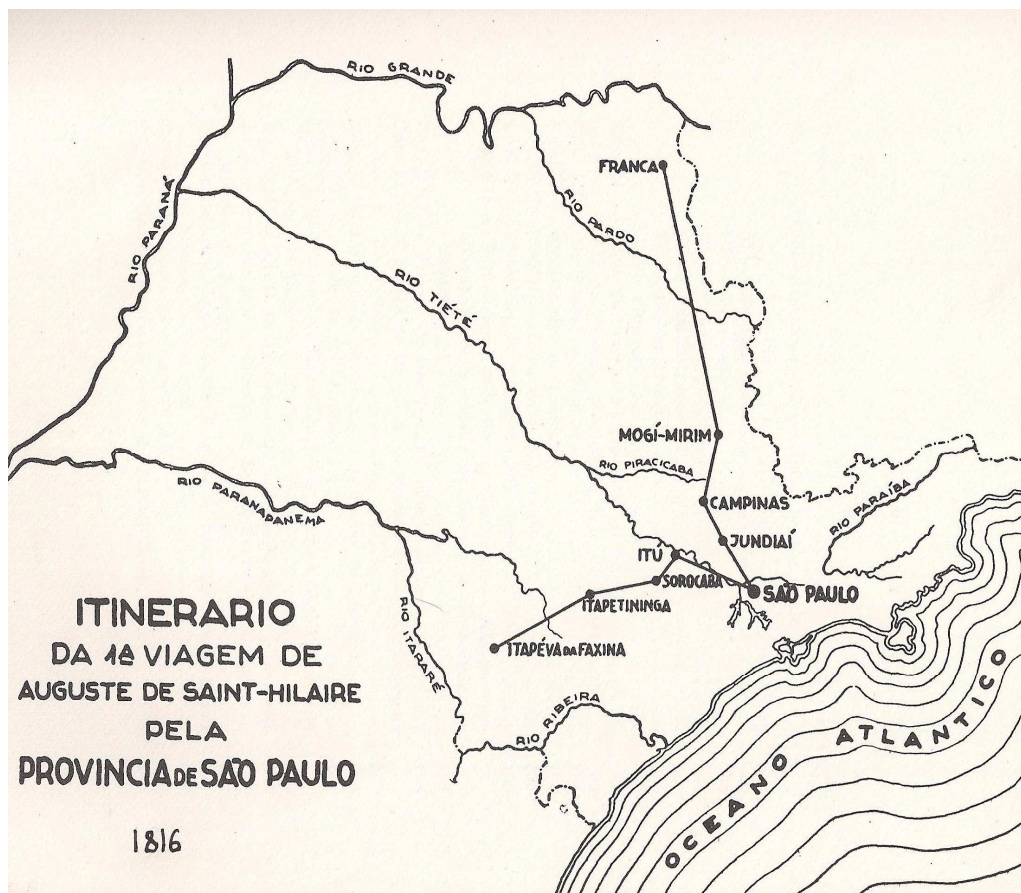 RIO GRANDE
FRANCA
RIO PARANÁ
RIO PARDO
RIO TIÉTÉ
MOGÍ-MIRIM
RIO PIRACICABA
RIO PARANAPANEMA
CAMPINAS
RIO PARAÍBA
JUNDIAÍ
ITÚ
SOROCABA
SÃO PAULO
ITAPETININGA
ITAPÉVA DA FAXINA
RIO ITARARÉ
RIO RIBEIRA
OCEANO ATLANTICO
ITINERARIO
DA 1ª VIAGEM DE
AUGUSTE DE SAINT-HILAIRE
PELA
PROVINCIA DE SÃO PAULO
1816